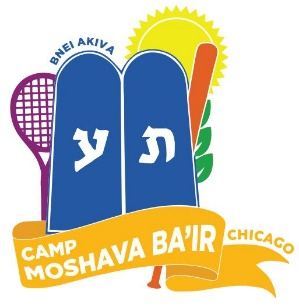 BNEI AKIVA
ת ע
CAMP
MOSHAVA BA'IR
CHICAGO